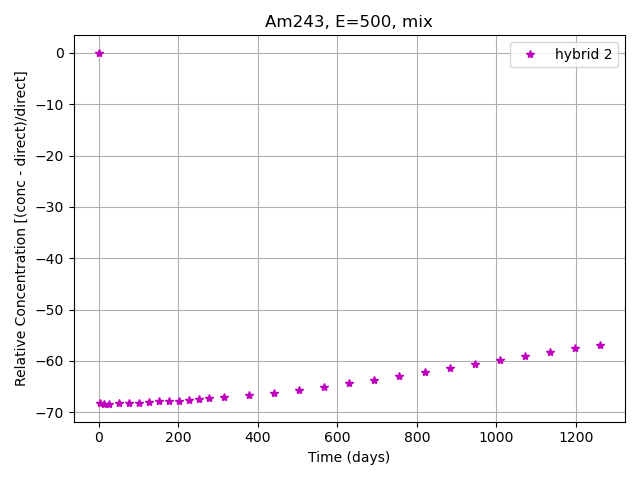 Am243, E=500, mix
hybrid 2
Relative Concentration [(conc - direct)/direct]
0
−10
−20
−30
−40
−50
−60
−70
0 200 400 600 800 1000 1200
Time (days)